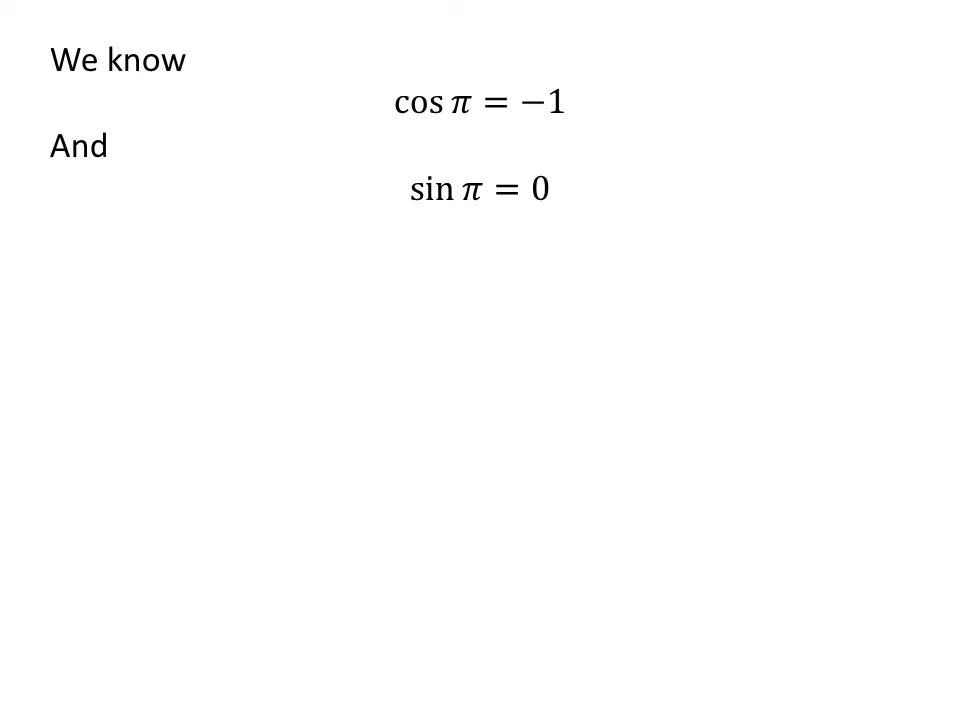 We know
cos π = −1
And
sin π = 0